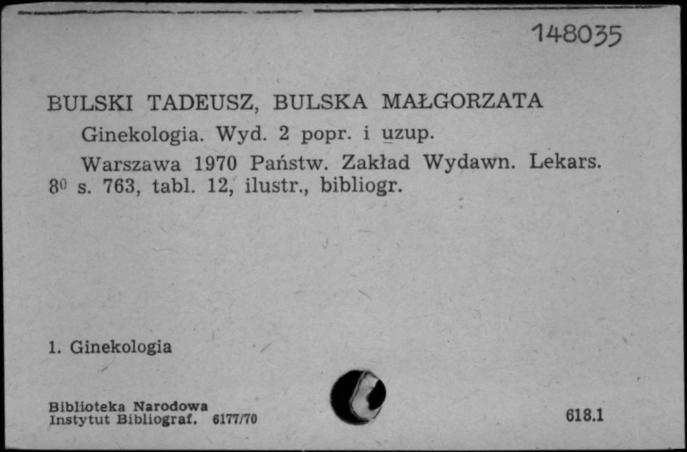 148035
BULSKI TADEUSZ, BULSKA MAŁGORZATA
Ginekologia. Wyd. 2 popr. i uzup.
Warszawa 1970 Państw. Zakład Wydawn. Lekars.
8⁰ s. 763, tabl. 12, ilustr., bibliogr.
1. Ginekologia
Biblioteka Narodowa
Instytut Bibliograf. 6177/70
618.1